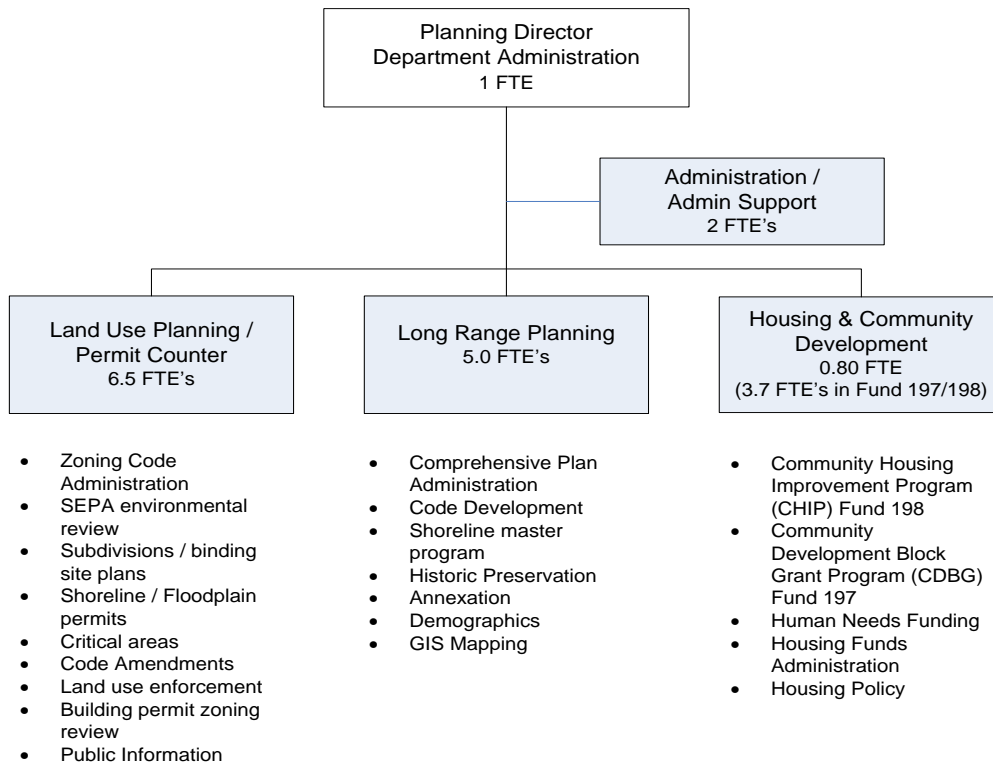 Planning Director
Department Administration
1 FTE
Administration /
Admin Support
2 FTE's
Land Use Planning /
Permit Counter
6.5 FTE's
Long Range Planning
5.0 FTE's
Housing & Community
Development
0.80 FTE
(3.7 FTE's in Fund 197/198)
• Zoning Code
Administration
• SEPA environmental
review
• Subdivisions / binding
site plans
• Shoreline / Floodplain
permits
• Critical areas
• Code Amendments
• Land use enforcement
• Building permit zoning
review
• Public Information
• Comprehensive Plan
Administration
• Code Development
• Shoreline master
program
• Historic Preservation
• Annexation
• Demographics
• GIS Mapping
• Community Housing
Improvement Program
(CHIP) Fund 198
• Community
Development Block
Grant Program (CDBG)
Fund 197
• Human Needs Funding
• Housing Funds
Administration
• Housing Policy